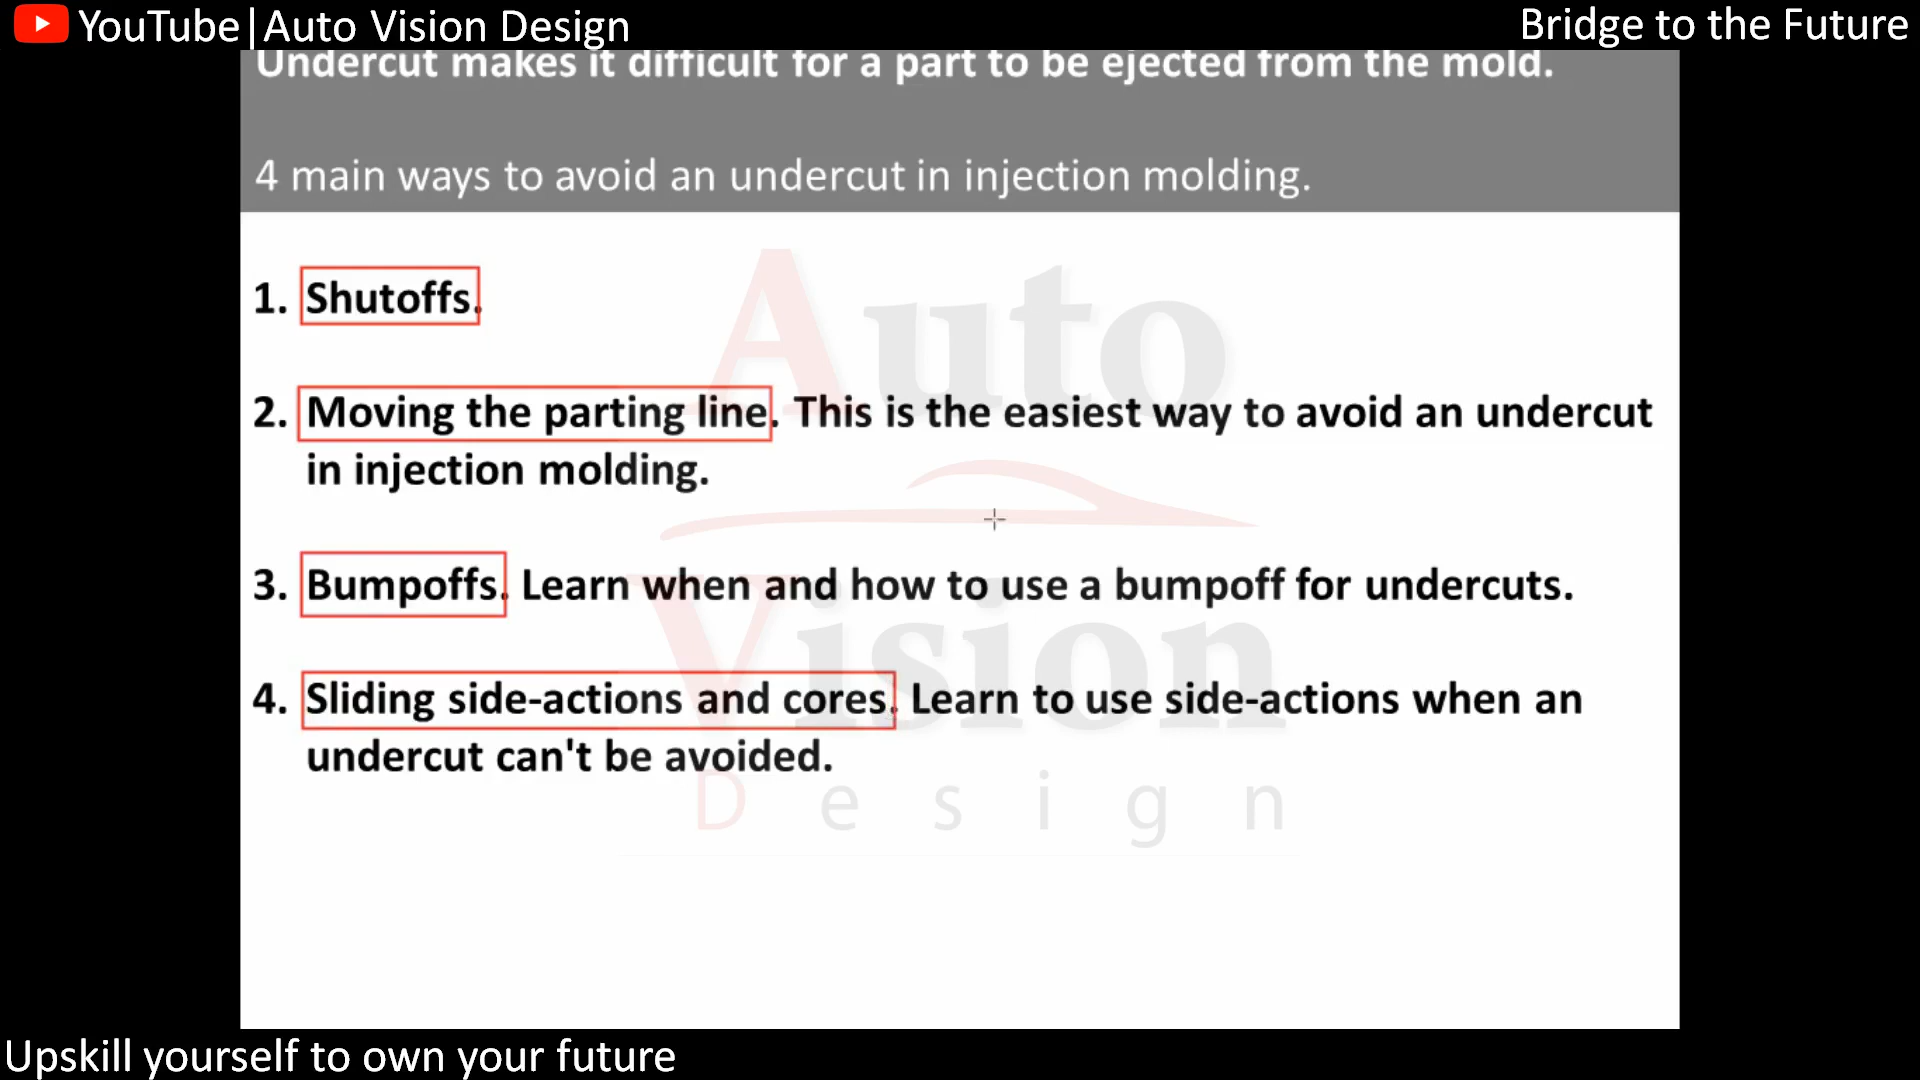 YouTube|Auto Vision Design
Bridge to the Future
Undercut makes it difficult for a part to be ejected from the mold.
4 main ways to avoid an undercut in injection molding.
1. Shutoffs.
2. Moving the parting line. This is the easiest way to avoid an undercut
in injection molding.
3. Bumpoffs. Learn when and how to use a bumpoff for undercuts.
4. Sliding side-actions and cores. Learn to use side-actions when an
undercut can't be avoided.
Auto
Vision
Design
Upskill yourself to own your future